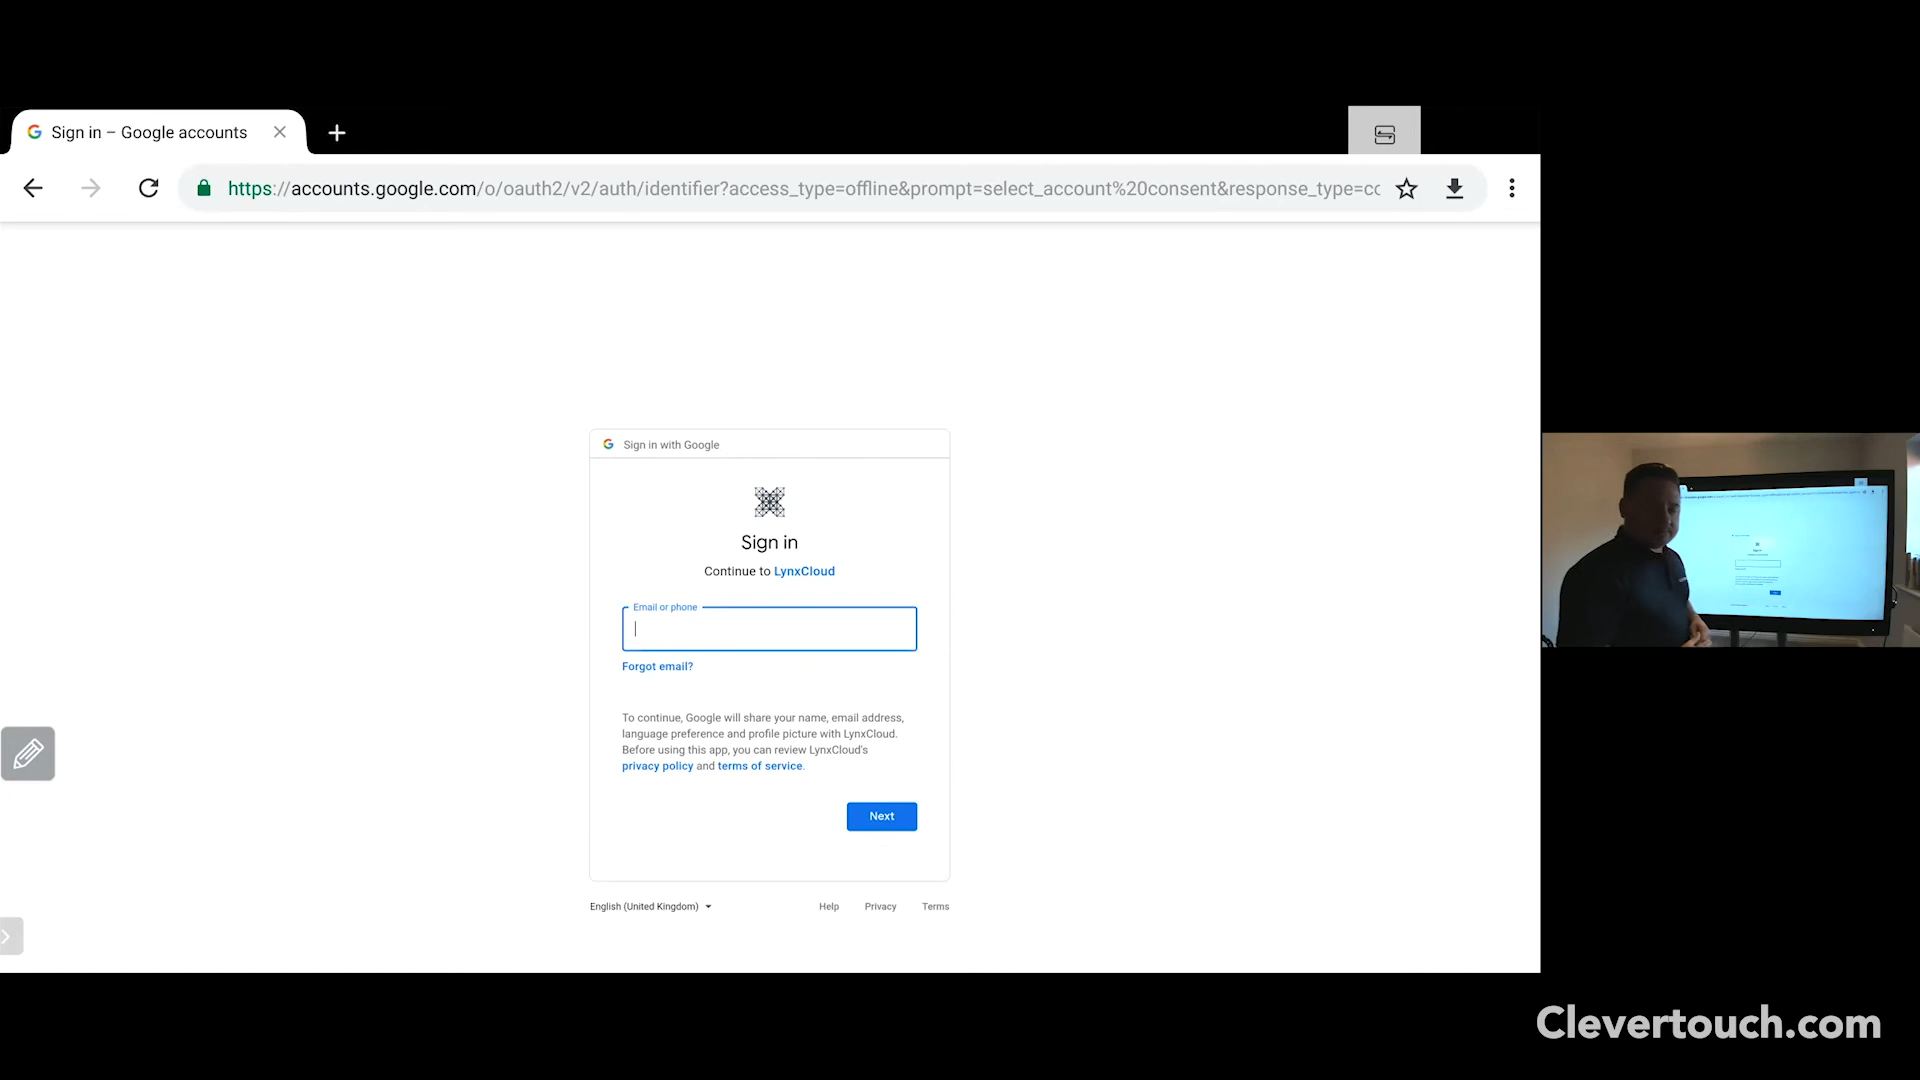 Sign in – Google accounts
https://accounts.google.com/o/oauth2/v2/auth/identifier?access_type=offline&prompt=select_account%20consent&response_type=cc
Sign in with Google
Sign in
Continue to LynxCloud
Email or phone
Forgot email?
To continue, Google will share your name, email address,
language preference and profile picture with LynxCloud.
Before using this app, you can review LynxCloud's
privacy policy and terms of service.
Next
English (United Kingdom)
Help
Privacy
Terms
Clevertouch.com